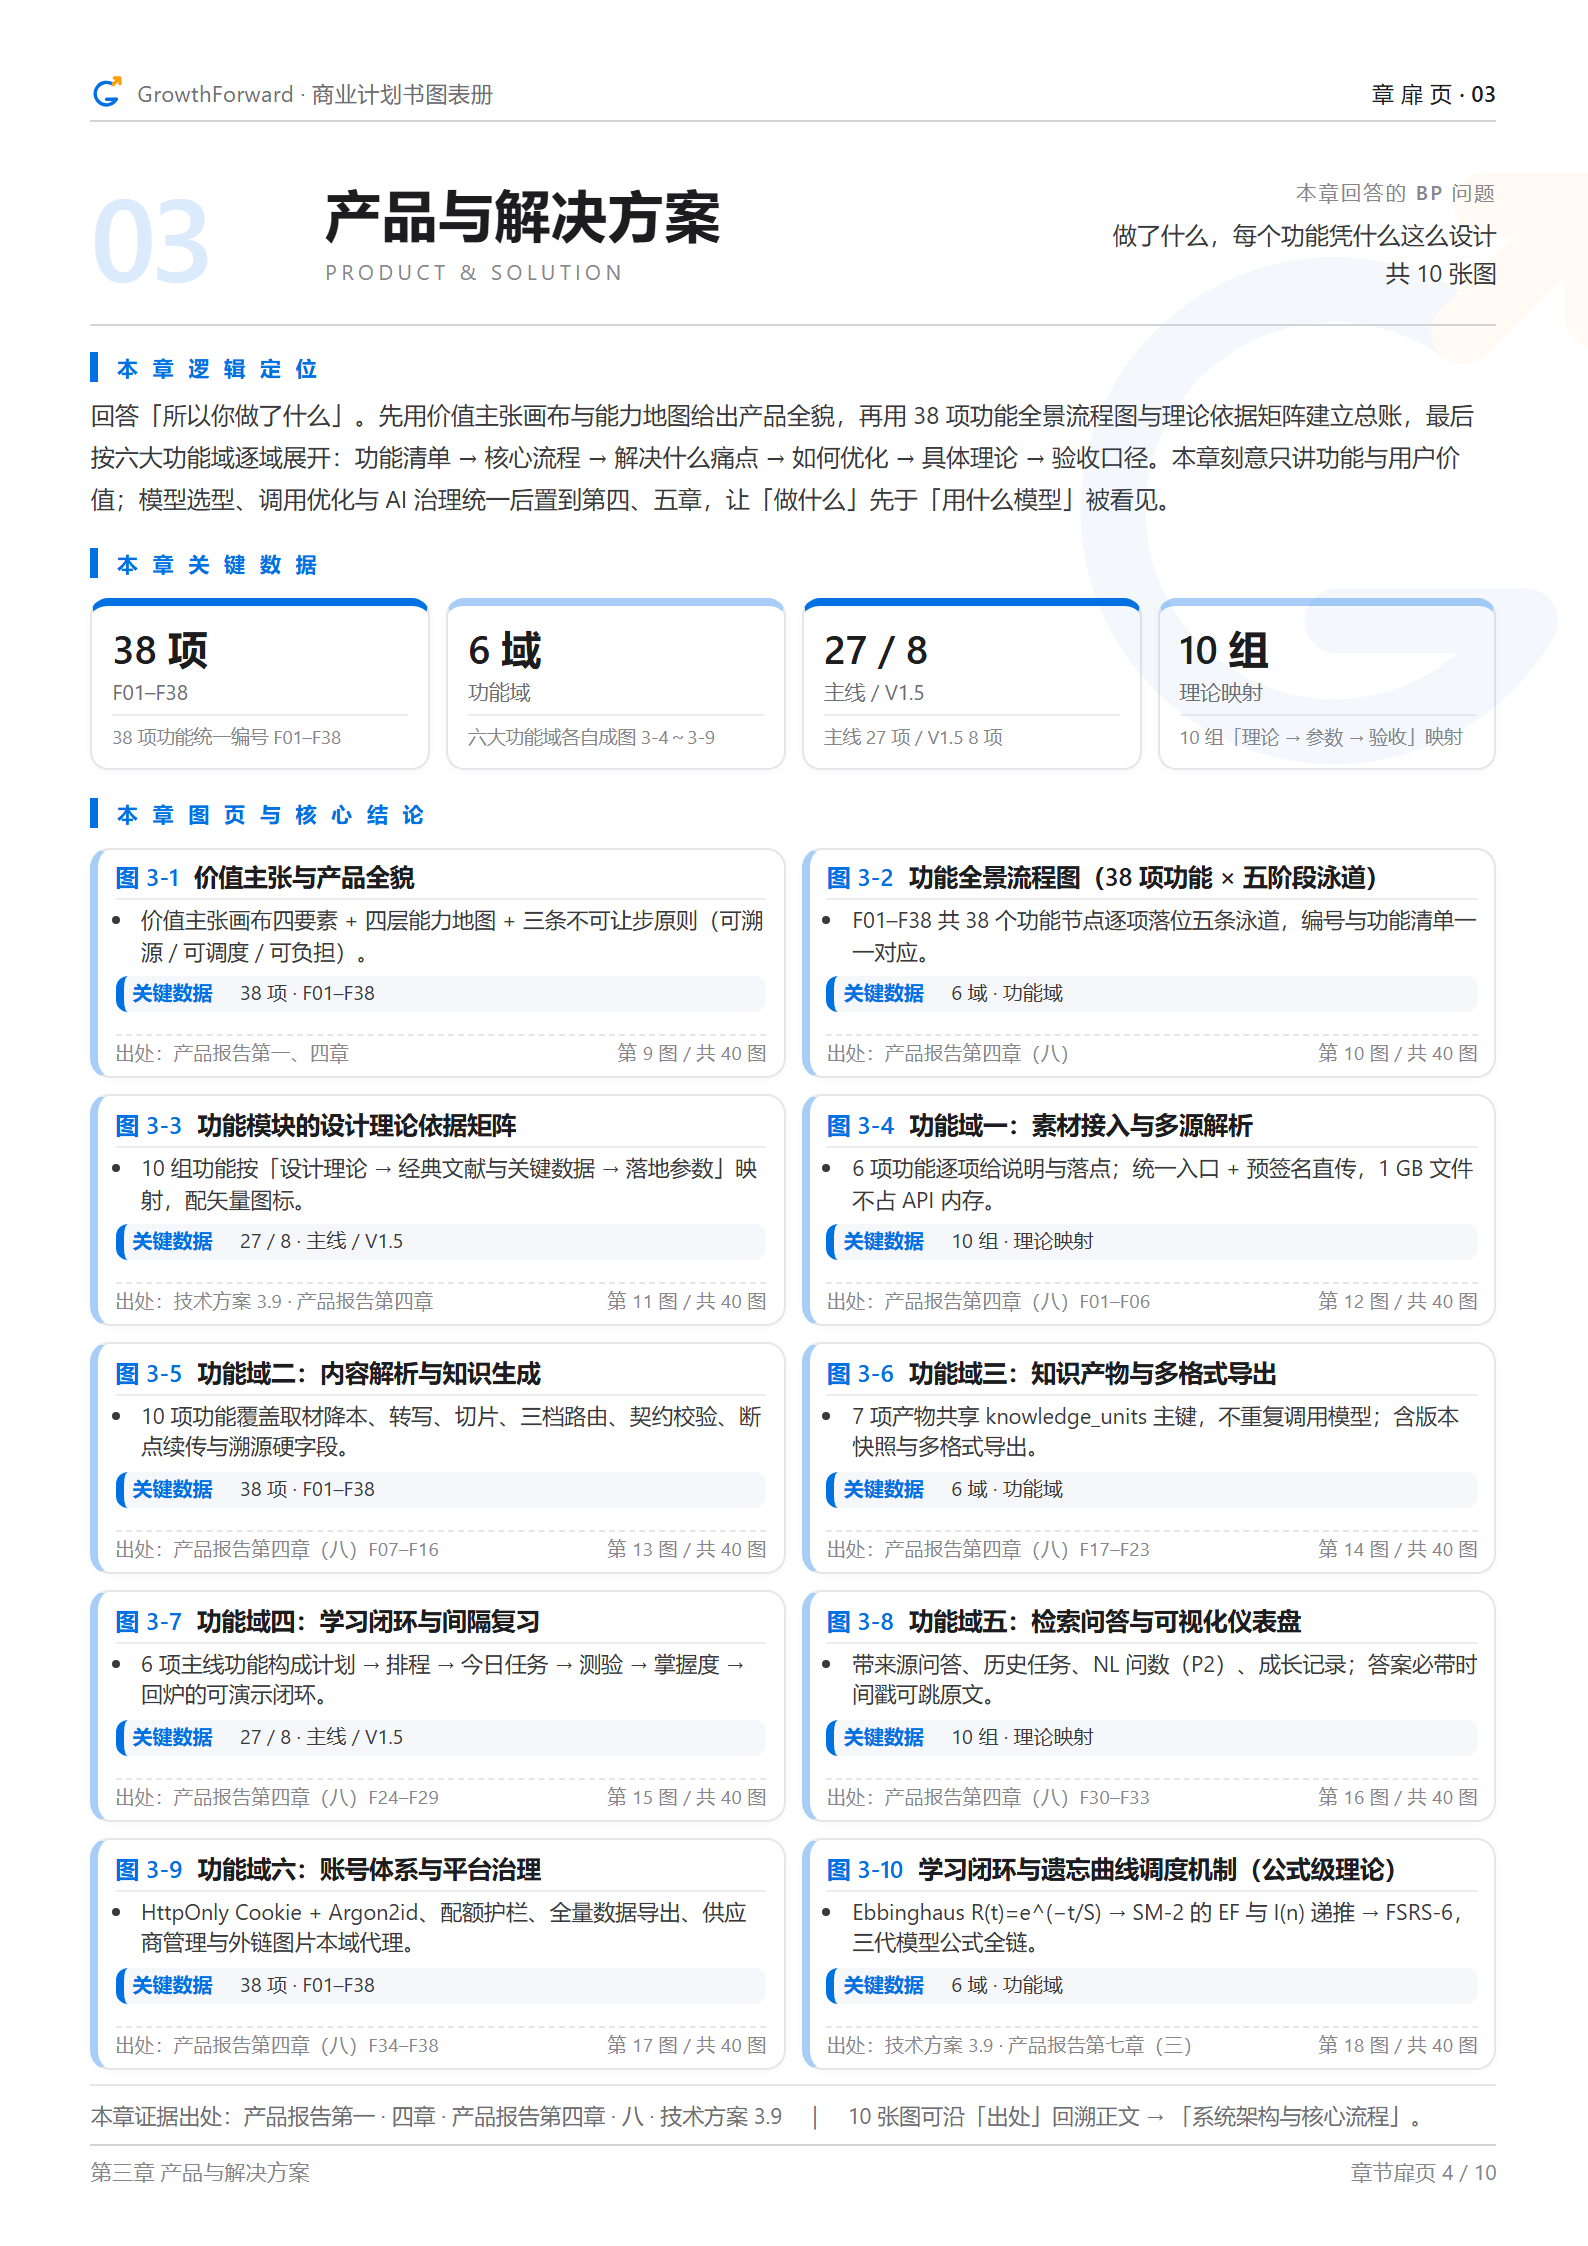 GrowthForward · 商业计划书图表册
章 扉 页 · 03
03
产品与解决方案
PRODUCT & SOLUTION
本章回答的 BP 问题
做了什么，每个功能凭什么这么设计
共 10 张图
本章逻辑定位
回答「所以你做了什么」。先用价值主张画布与能力地图给出产品全貌，再用 38 项功能全景流程图与理论依据矩阵建立总账，最后
按六大功能域逐域展开：功能清单 → 核心流程 → 解决什么痛点 → 如何优化 → 具体理论 → 验收口径。本章刻意只讲功能与用户价
值；模型选型、调用优化与 AI 治理统一后置到第四、五章，让「做什么」先于「用什么模型」被看见。
本章关键数据
38 项
F01–F38
38 项功能统一编号 F01–F38
6 域
功能域
六大功能域各自成图 3-4 ~ 3-9
27 / 8
主线 / V1.5
主线 27 项 / V1.5 8 项
10 组
理论映射
10 组「理论 → 参数 → 验收」映射
本章图页与核心结论
图 3-1 价值主张与产品全貌
• 价值主张画布四要素 + 四层能力地图 + 三条不可让步原则（可溯
源 / 可调度 / 可负担）。
关键数据 38 项 · F01–F38
出处：产品报告第一、四章 第 9 图 / 共 40 图
图 3-2 功能全景流程图（38 项功能 × 五阶段泳道）
• F01–F38 共 38 个功能节点逐项落位五条泳道，编号与功能清单一
一对应。
关键数据 6 域 · 功能域
出处：产品报告第四章（八） 第 10 图 / 共 40 图
图 3-3 功能模块的设计理论依据矩阵
• 10 组功能按「设计理论 → 经典文献与关键数据 → 落地参数」映
射，配矢量图标。
关键数据 27 / 8 · 主线 / V1.5
出处：技术方案 3.9 · 产品报告第四章 第 11 图 / 共 40 图
图 3-4 功能域一：素材接入与多源解析
• 6 项功能逐项给说明与落点；统一入口 + 预签名直传，1 GB 文件
不占 API 内存。
关键数据 10 组 · 理论映射
出处：产品报告第四章（八）F01–F06 第 12 图 / 共 40 图
图 3-5 功能域二：内容解析与知识生成
• 10 项功能覆盖取材降本、转写、切片、三档路由、契约校验、断
点续传与溯源硬字段。
关键数据 38 项 · F01–F38
出处：产品报告第四章（八）F07–F16 第 13 图 / 共 40 图
图 3-6 功能域三：知识产物与多格式导出
• 7 项产物共享 knowledge_units 主键，不重复调用模型；含版本
快照与多格式导出。
关键数据 6 域 · 功能域
出处：产品报告第四章（八）F17–F23 第 14 图 / 共 40 图
图 3-7 功能域四：学习闭环与间隔复习
• 6 项主线功能构成计划 → 排程 → 今日任务 → 测验 → 掌握度 →
回炉的可演示闭环。
关键数据 27 / 8 · 主线 / V1.5
出处：产品报告第四章（八）F24–F29 第 15 图 / 共 40 图
图 3-8 功能域五：检索问答与可视化仪表盘
• 带来源问答、历史任务、NL 问数（P2）、成长记录；答案必带时
间戳可跳原文。
关键数据 10 组 · 理论映射
出处：产品报告第四章（八）F30–F33 第 16 图 / 共 40 图
图 3-9 功能域六：账号体系与平台治理
• HttpOnly Cookie + Argon2id、配额护栏、全量数据导出、供应
商管理与外链图片本域代理。
关键数据 38 项 · F01–F38
出处：产品报告第四章（八）F34–F38 第 17 图 / 共 40 图
图 3-10 学习闭环与遗忘曲线调度机制（公式级理论）
• Ebbinghaus R(t)=e^(−t/S) → SM-2 的 EF 与 I(n) 递推 → FSRS-6，
三代模型公式全链。
关键数据 6 域 · 功能域
出处：技术方案 3.9 · 产品报告第七章（三） 第 18 图 / 共 40 图
本章证据出处：产品报告第一 · 四章 · 产品报告第四章 · 八 · 技术方案 3.9 ｜ 10 张图可沿「出处」回溯正文 → 「系统架构与核心流程」。
第三章 产品与解决方案
章节扉页 4 / 10